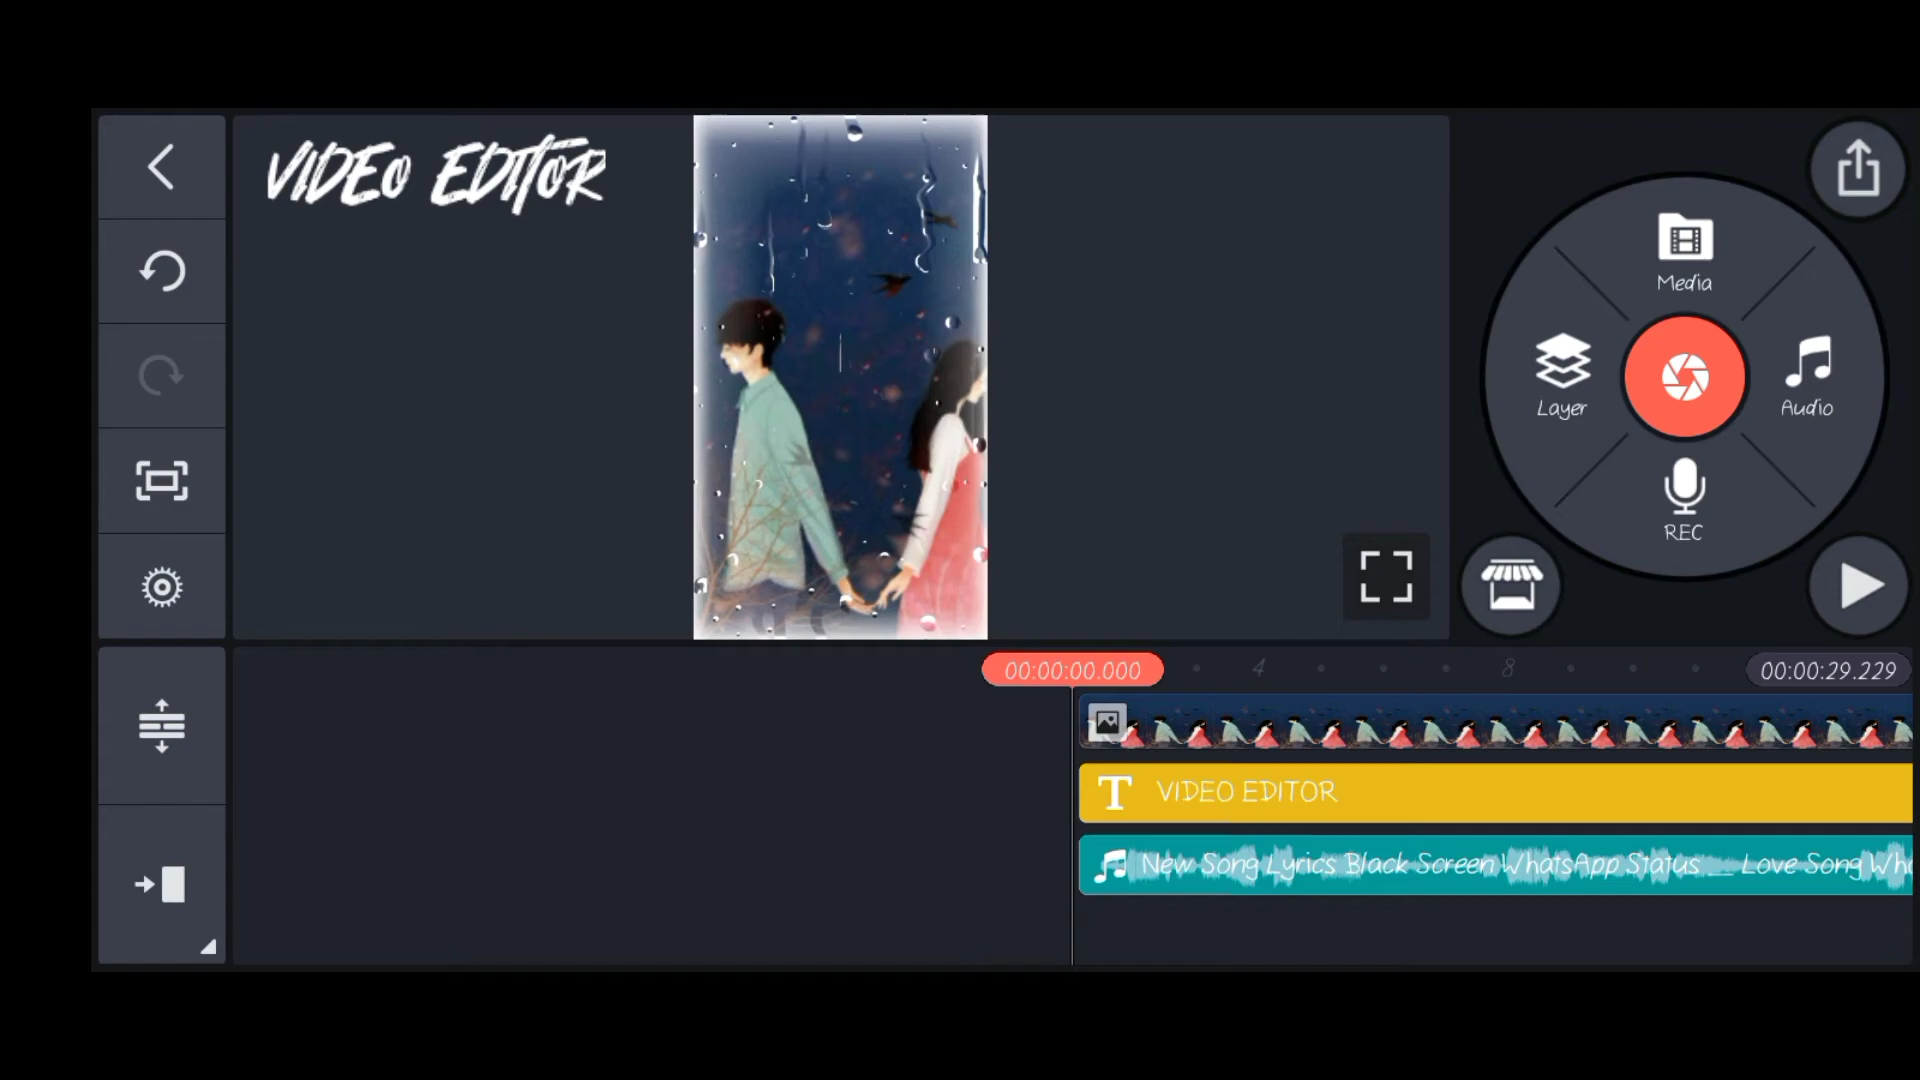 VIDEO EDITOR
Media
Layer
Audio
REC
00:00:00.000
4
8
00:00:29.229
T VIDEO EDITOR
New Song Lyrics Black Screen WhatsApp Status __ Love Song